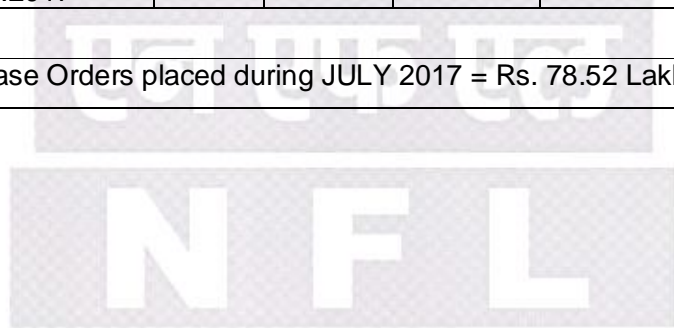 ase Orders placed during JULY 2017 = Rs. 78.52 Lak
एन एफ एल
N F L